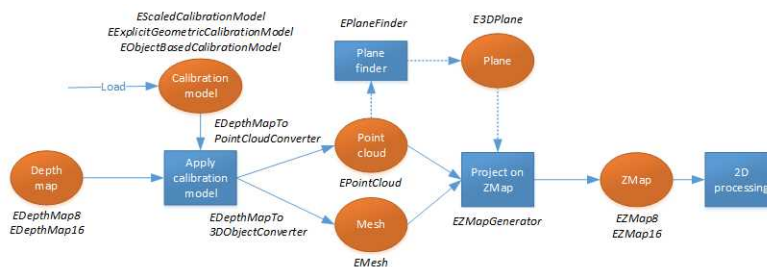 EScaledCalibrationModel
EExplicitGeometricCalibrationModel
EObjectBasedCalibrationModel
EPlaneFinder
E3DPlane
Load
Calibration
model
Plane
finder
Plane
EDepthMapTo
PointCloudConverter
Depth
map
Apply
calibration
model
Point
cloud
EPointCloud
Project on
ZMap
ZMap
2D
processing
EDepthMap8
EDepthMap16
EDepthMapTo
3DObjectConverter
Mesh
EMesh
EZMapGenerator
EZMap8
EZMap16